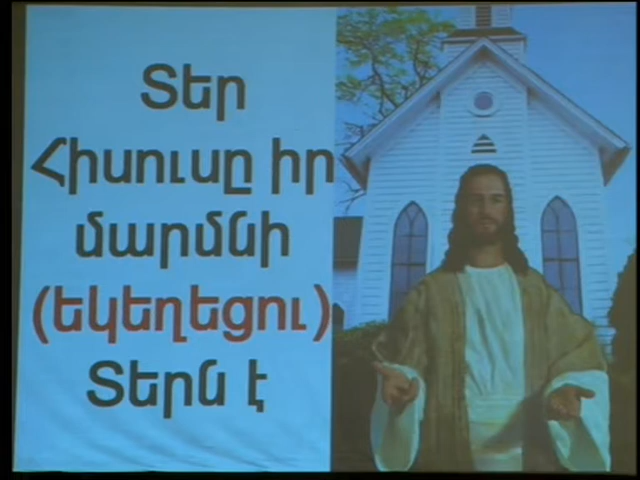 Տեր
Հիսուսը իր
մարմնի
(եկեղեցու)
Տերն է